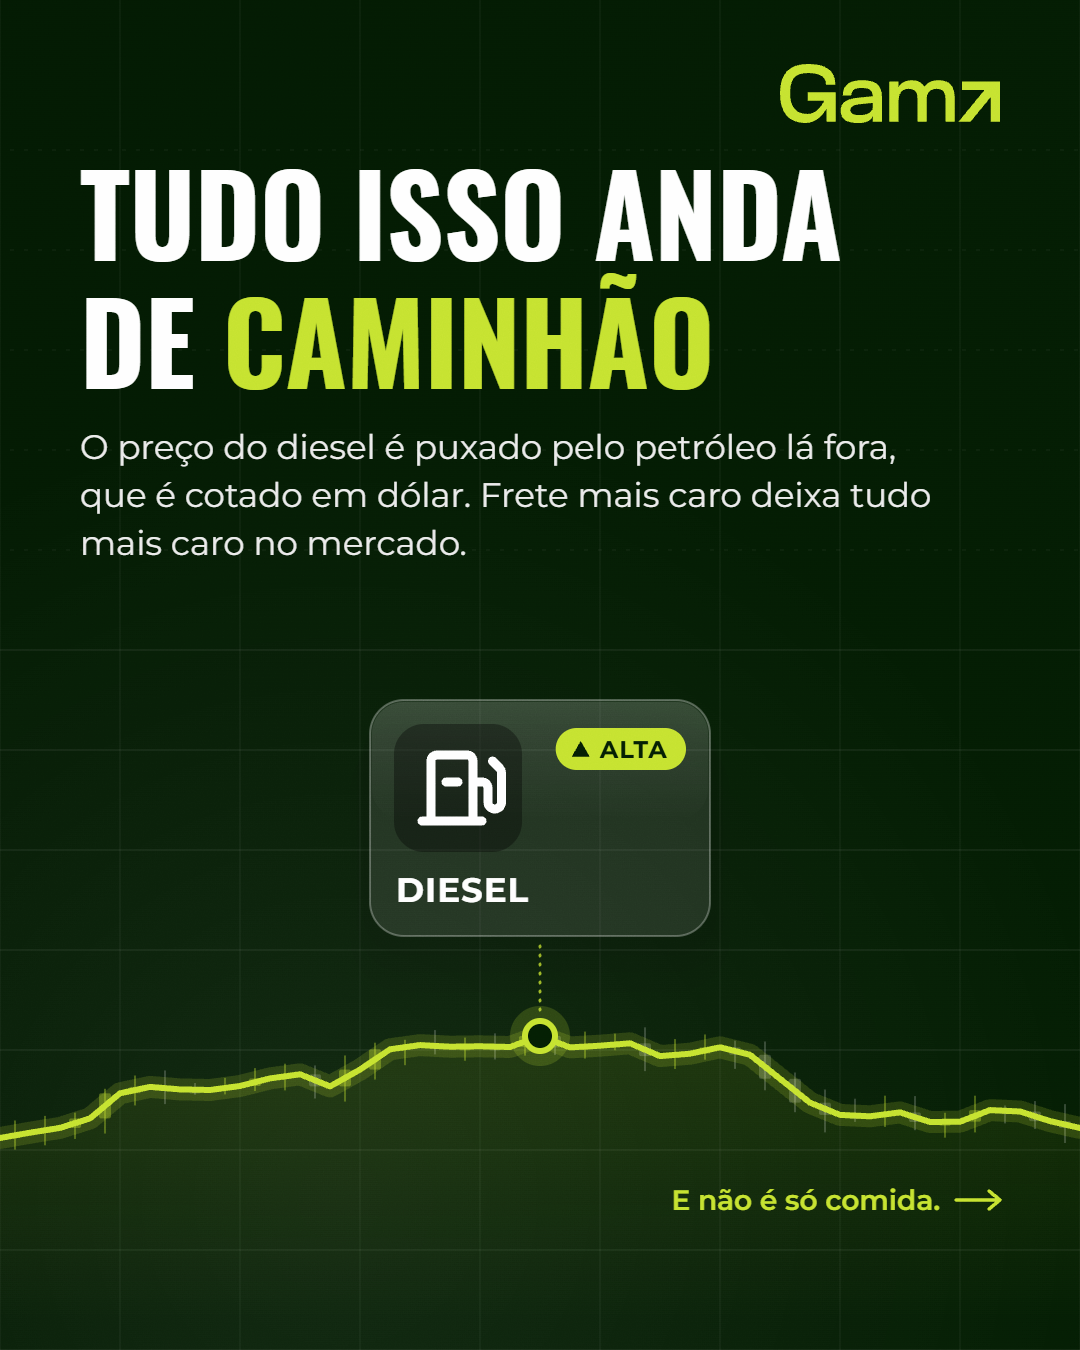 Gam
TUDO ISSO ANDA
DE CAMINHÃO
O preço do diesel é puxado pelo petróleo lá fora,
que é cotado em dólar. Frete mais caro deixa tudo
mais caro no mercado.
▲ ALTA
DIESEL
E não é só comida. →